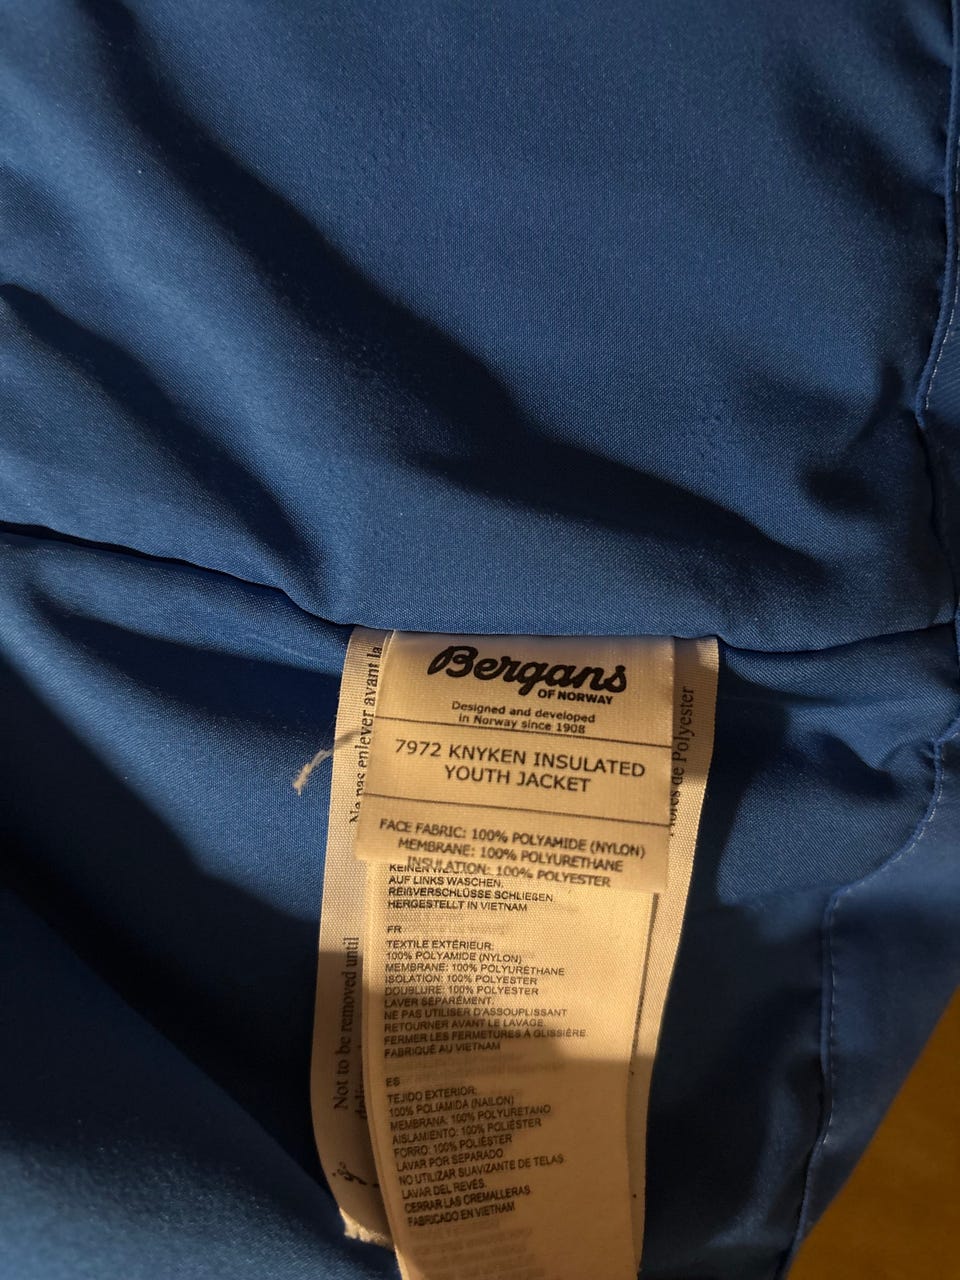 Bergans
OF NORWAY
Designed and developed
in Norway since 1908
7972 KNYKEN INSULATED
YOUTH JACKET
FACE FABRIC: 100% POLYAMIDE (NYLON)
MEMBRANE: 100% POLYURETHANE
INSULATION: 100% POLYESTER
KEINEN
AUF LINKS WASCHEN.
REIßVERSCHLÜSSE SCHLIEßEN.
HERGESTELLT IN VIETNAM
FR
TEXTILE EXTÉRIEUR:
100% POLYAMIDE (NYLON)
MEMBRANE: 100% POLYURÉTHANE
ISOLATION: 100% POLYESTER
DOUBLURE: 100% POLYESTER
LAVER SÉPARÉMENT.
NE PAS UTILISER D'ASSOUPLISSANT
RETOURNER AVANT LE LAVAGE.
FERMER LES FERMETURES À GLISSIÈRE.
FABRIQUÉ AU VIETNAM
ES
TEJIDO EXTERIOR:
100% POLIAMIDA (NAILON)
MEMBRANA: 100% POLYURETANO
AISLAMIENTO: 100% POLIÉSTER
FORRO: 100% POLIÉSTER
LAVAR POR SEPARADO
NO UTILIZAR SUAVIZANTE DE TELAS.
LAVAR DEL REVÉS.
CERRAR LAS CREMALLERAS.
FABRICADO EN VIETNAM
Ne pas enlever avant la
Not to be removed until
de Polyester